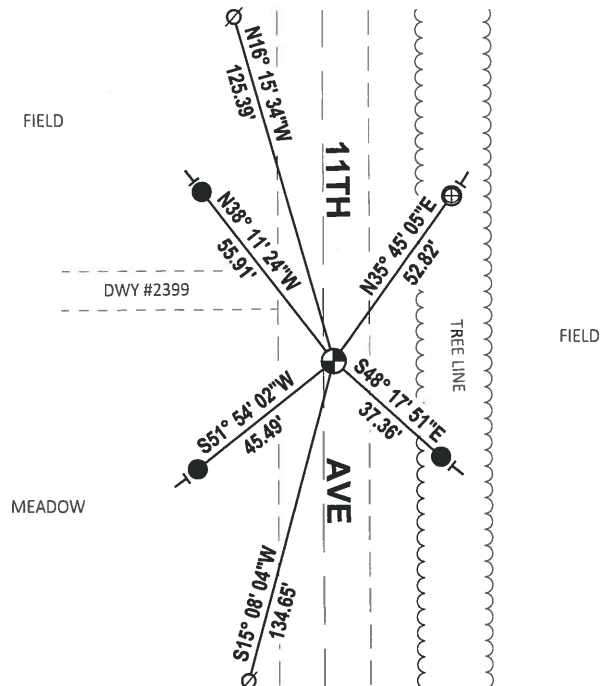 N16° 15' 34"W
125.39'
FIELD
11TH
N38° 11' 24"W
55.91'
N35° 45' 05"E
52.82'
DWY #2399
TREE LINE
FIELD
S48° 17' 51"E
37.36'
S51° 54' 02"W
45.49'
AVE
MEADOW
S15° 08' 04"W
134.65'